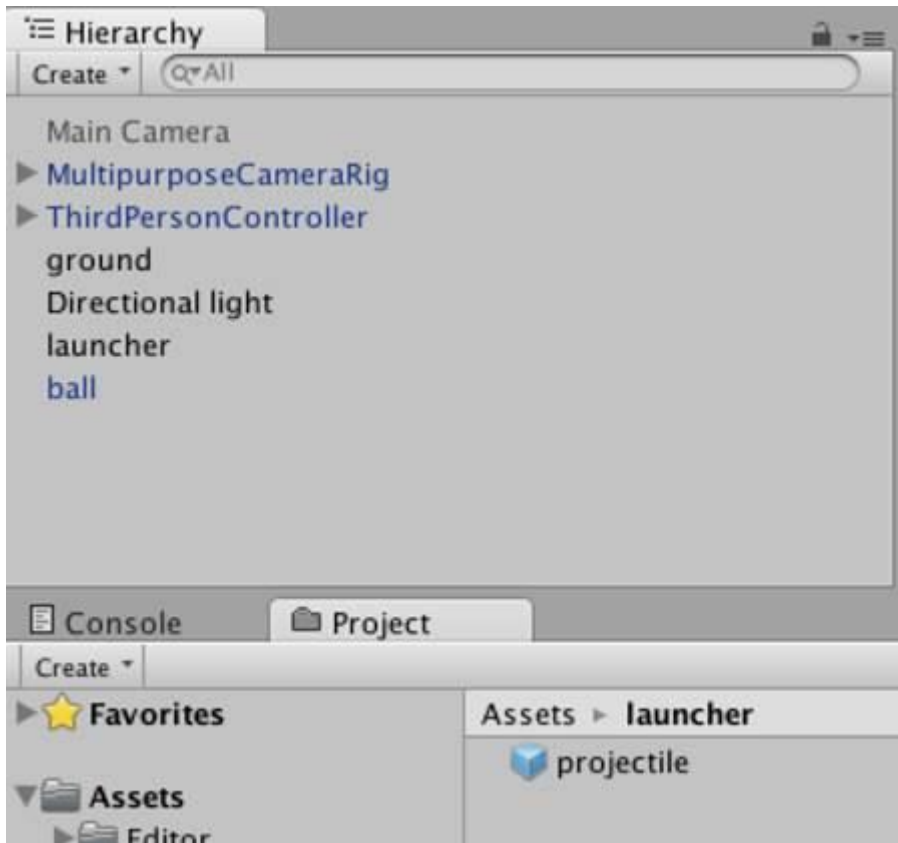 Hierarchy
Create All
Main Camera
MultipurposeCameraRig
ThirdPersonController
ground
Directional light
launcher
ball
Console Project
Create
Favorites
Assets launcher
projectile
Assets
Editor